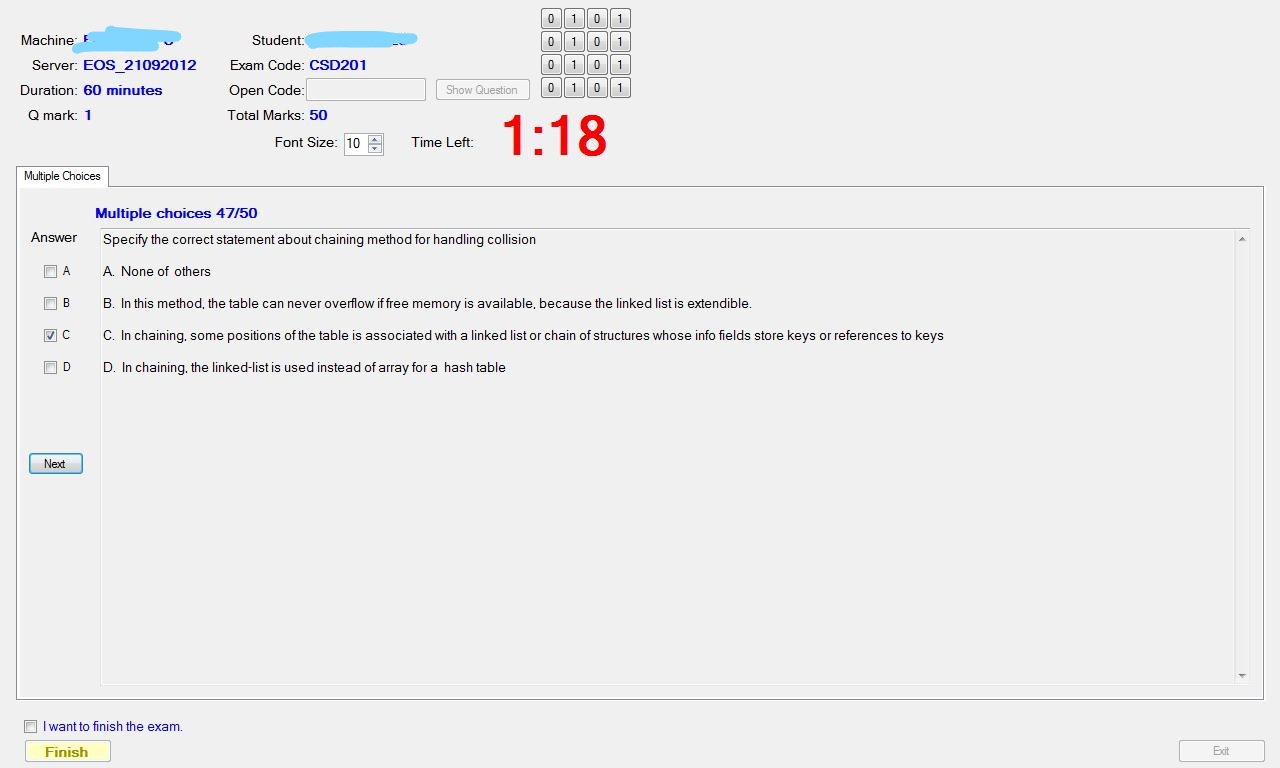 0 1 0 1
Machine: Student:
0 1 0 1
Server: EOS_21092012 Exam Code: CSD201
0 1 0 1
Duration: 60 minutes Open Code: Show Question
0 1 0 1
Q mark: 1 Total Marks: 50
Font Size: 10 Time Left: 1:18
Multiple Choices
Multiple choices 47/50
Answer
Specify the correct statement about chaining method for handling collision
A A. None of others
B B. In this method, the table can never overflow if free memory is available, because the linked list is extendible.
C C. In chaining, some positions of the table is associated with a linked list or chain of structures whose info fields store keys or references to keys
D D. In chaining, the linked-list is used instead of array for a hash table
Next
I want to finish the exam.
Finish Exit